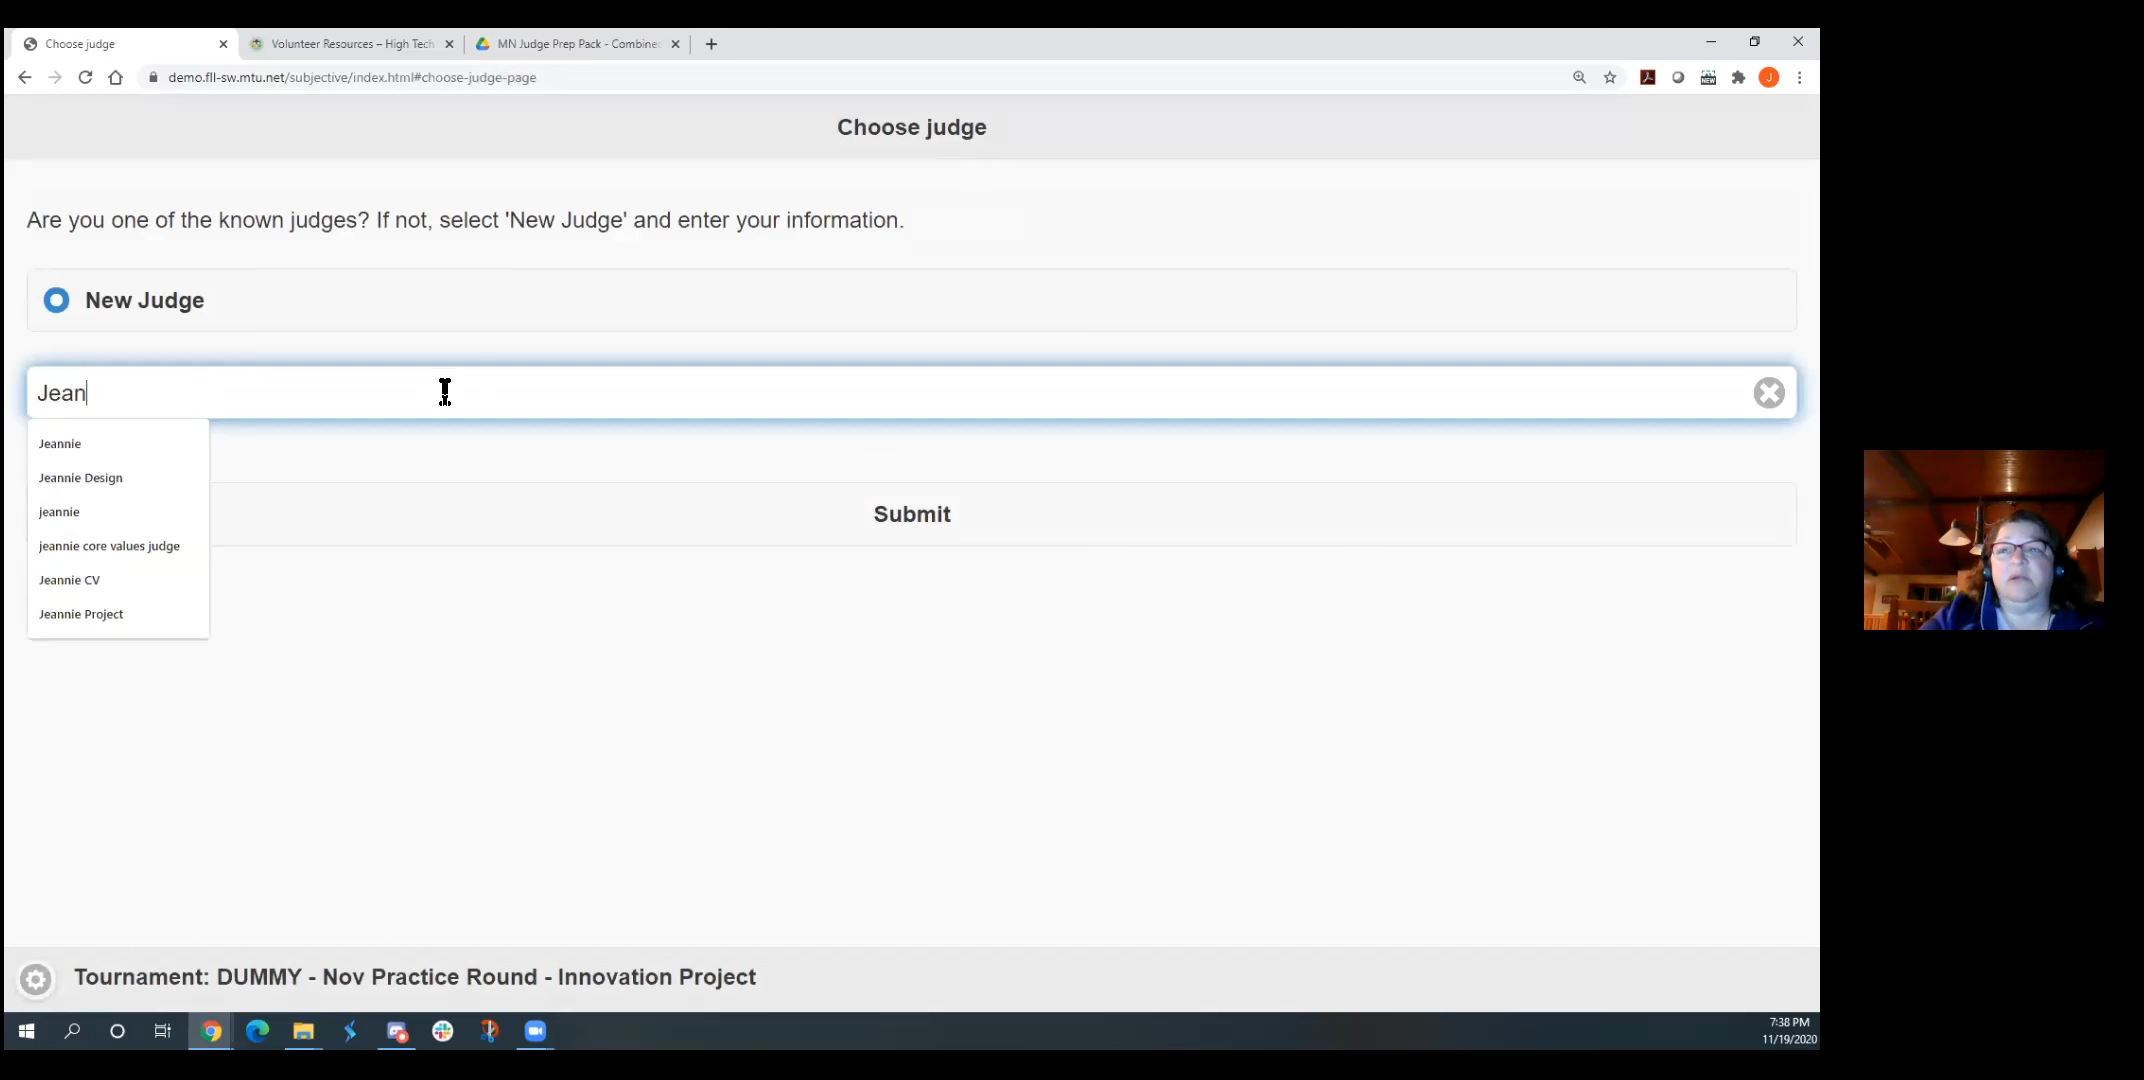 Choose judge
Volunteer Resources – High Tech
MN Judge Prep Pack - Combine
demo.fll-sw.mtu.net/subjective/index.html#choose-judge-page
NEW
J
Choose judge
Are you one of the known judges? If not, select 'New Judge' and enter your information.
New Judge
Jean
Jeannie
Jeannie Design
jeannie
jeannie core values judge
Jeannie CV
Jeannie Project
Submit
Tournament: DUMMY - Nov Practice Round - Innovation Project
7:38 PM
11/19/2020